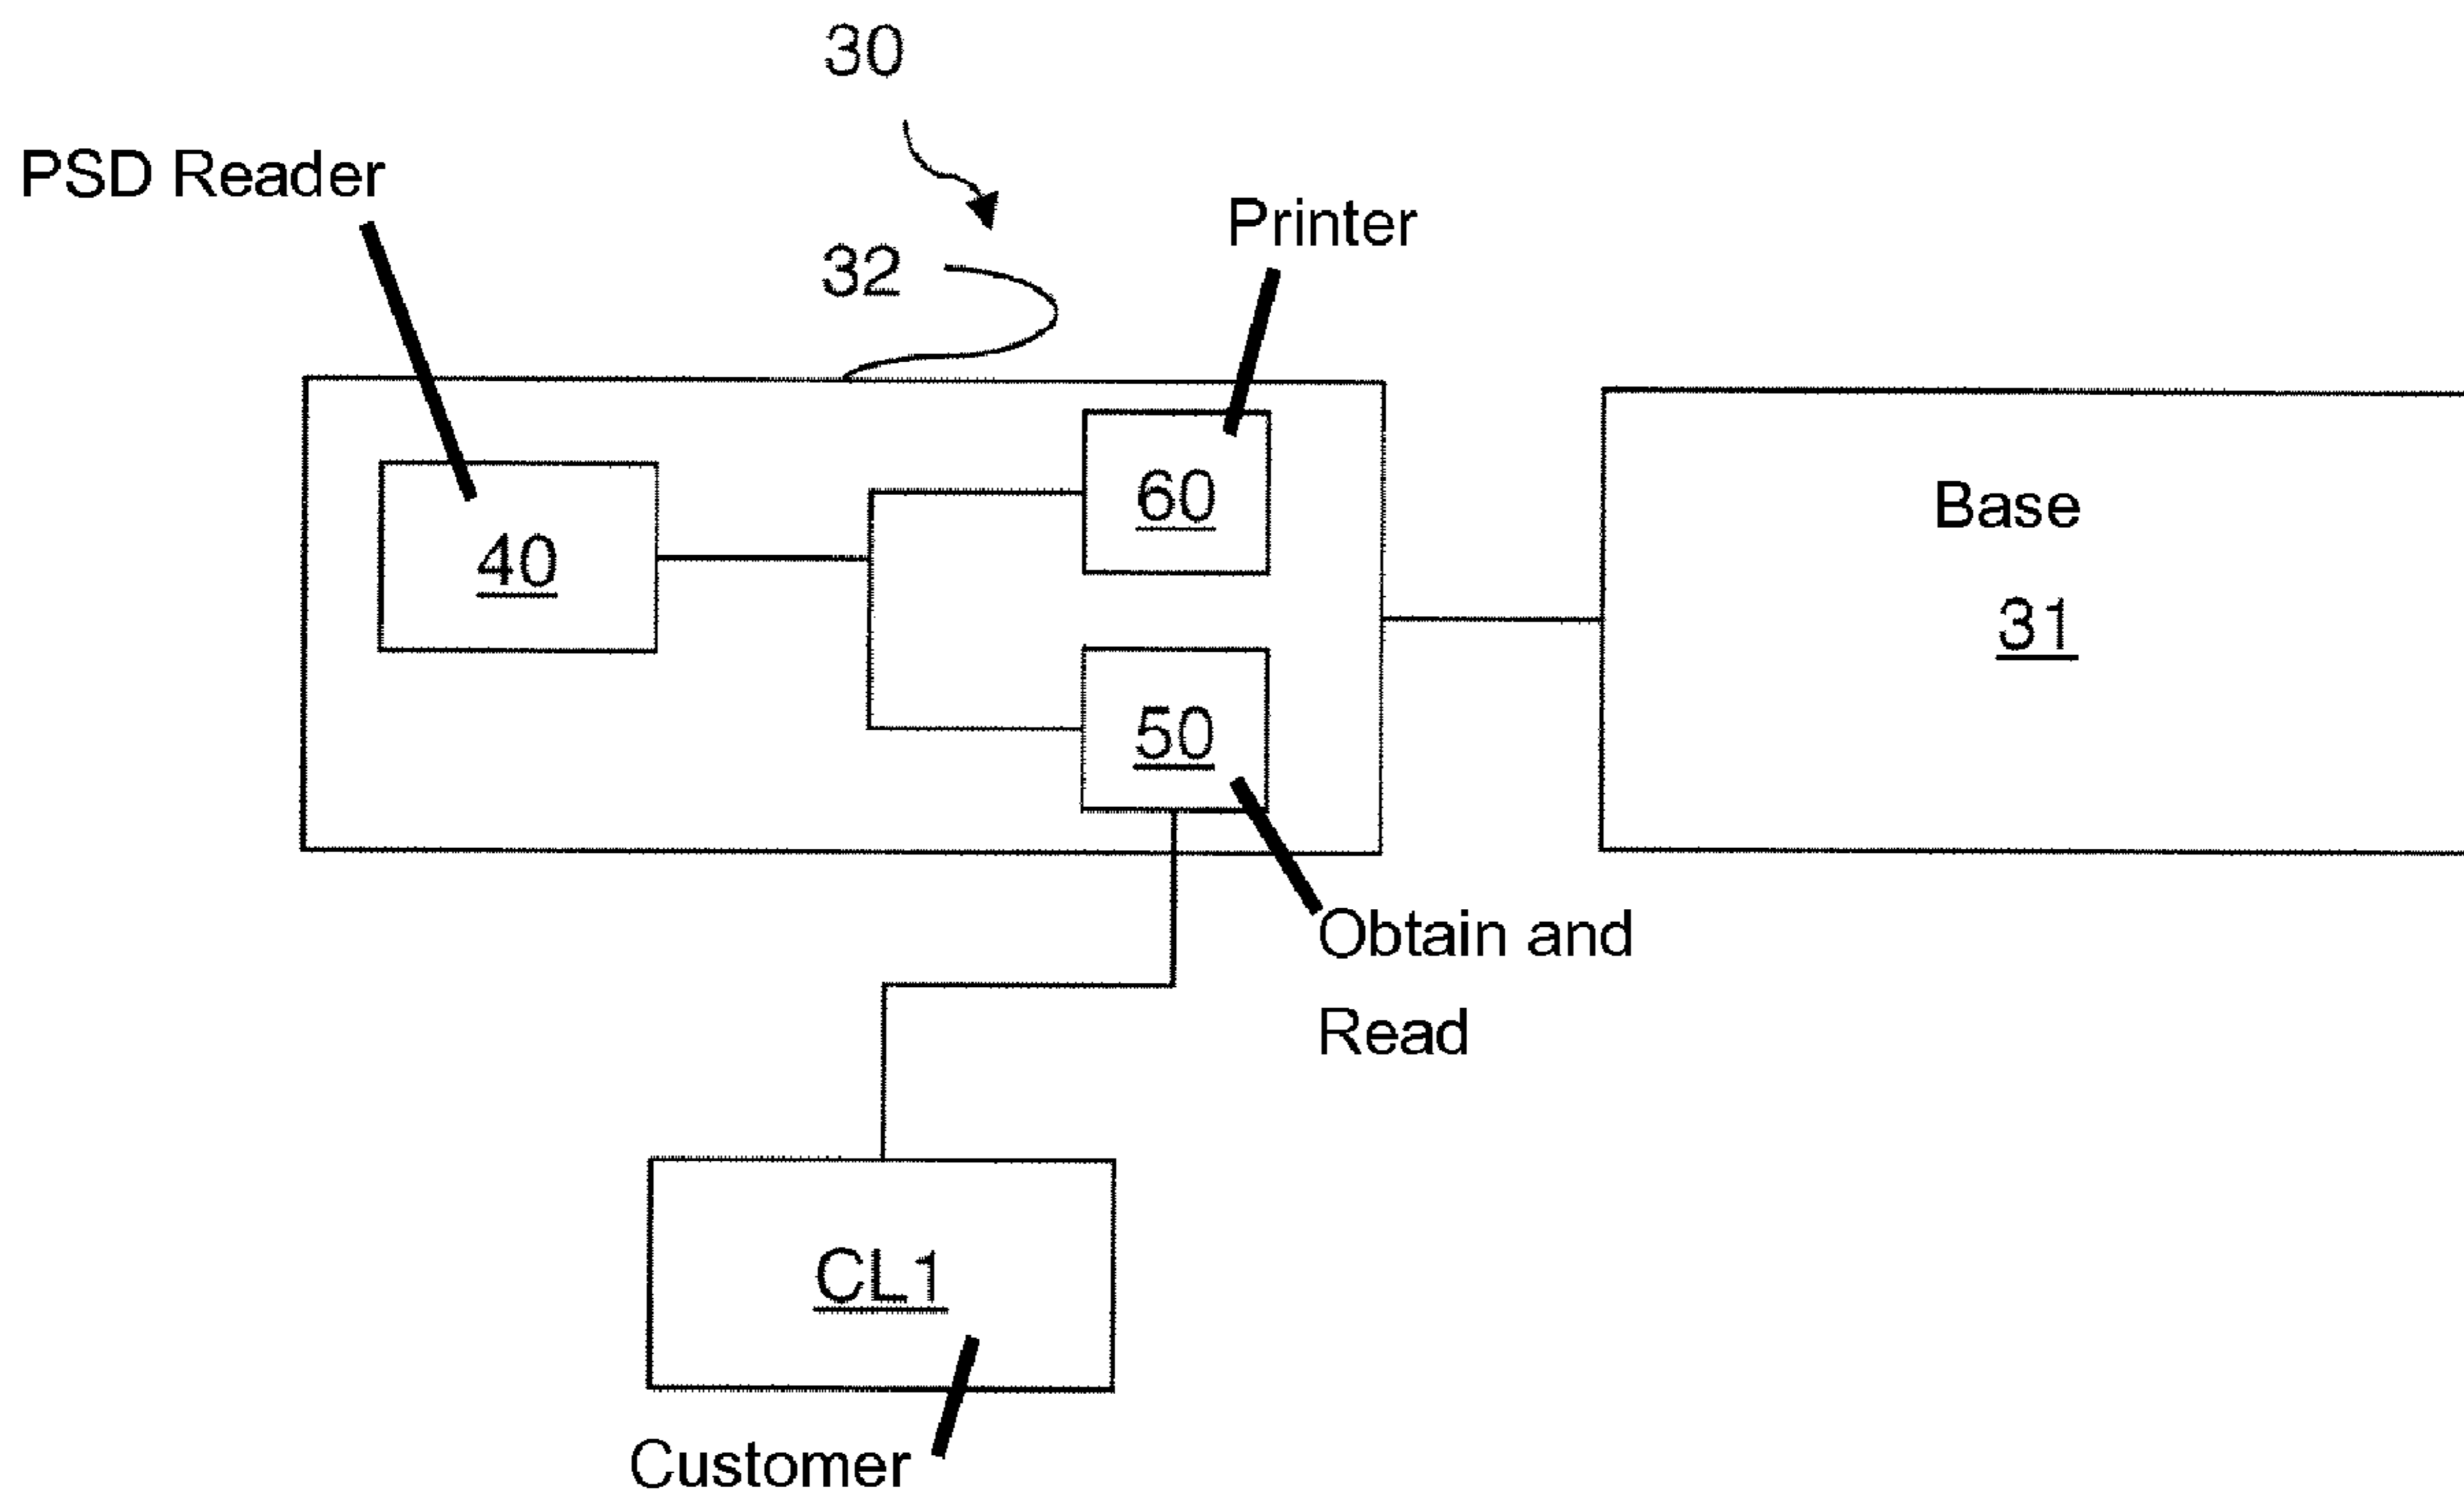 30
PSD Reader
Printer
32
60
Base
40
31
50
Obtain and
Read
CL1
Customer